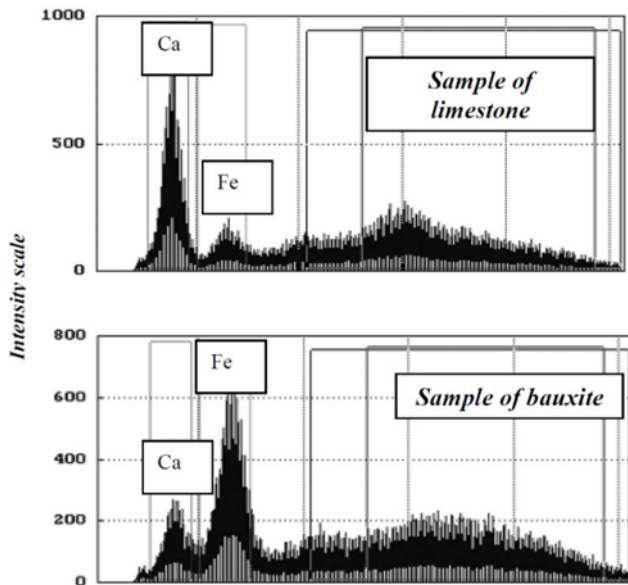 1000
Ca
Sample of
limestone
500
Fe
0
Intensity scale
800
Fe
600
Sample of bauxite
400
Ca
200
0